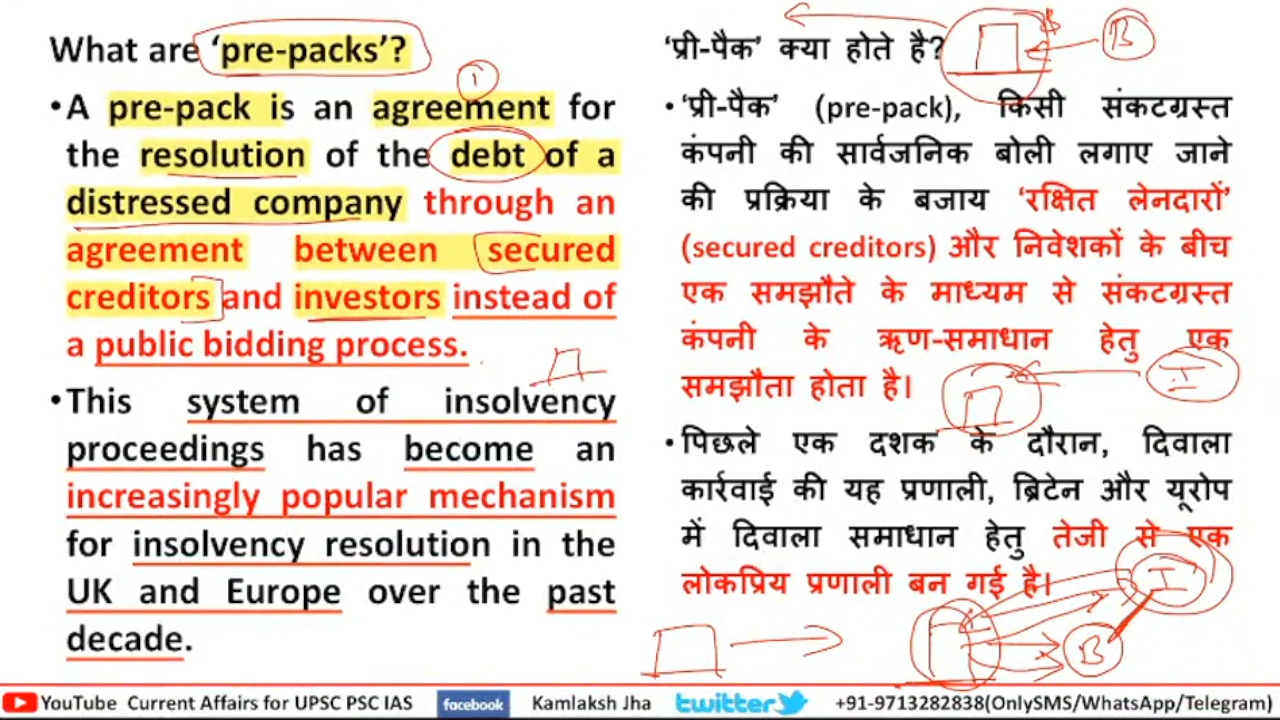 What are ‘pre-packs’?
•A pre-pack is an agreement for
the resolution of the debt of a
distressed company through an
agreement between secured
creditors and investors instead of
a public bidding process.
•This system of insolvency
proceedings has become an
increasingly popular mechanism
for insolvency resolution in the
UK and Europe over the past
decade.
‘प्री-पैक’ क्या होते है?
• ‘प्री-पैक’ (pre-pack), किसी संकटग्रस्त
कंपनी की सार्वजनिक बोली लगाए जाने
की प्रक्रिया के बजाय ‘रक्षित लेनदारों’
(secured creditors) और निवेशकों के बीच
एक समझौते के माध्यम से संकटग्रस्त
कंपनी के ऋण-समाधान हेतु एक
समझौता होता है।
• पिछले एक दशक के दौरान, दिवाला
कार्रवाई की यह प्रणाली, ब्रिटेन और यूरोप
में दिवाला समाधान हेतु तेजी से एक
लोकप्रिय प्रणाली बन गई है।
B
I
I
B
YouTube Current Affairs for UPSC PSC IAS facebook Kamlaksh Jha twitter +91-9713282838(OnlySMS/WhatsApp/Telegram)